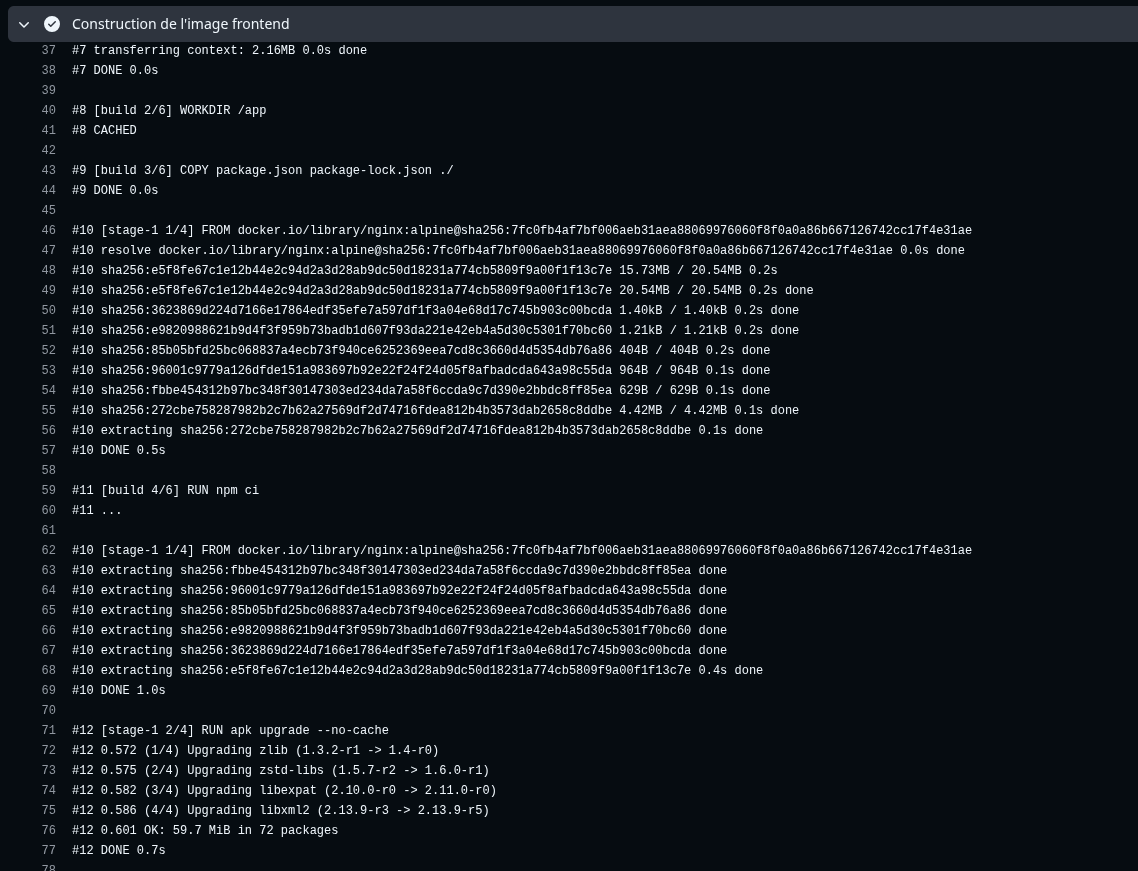 Construction de l'image frontend
37 #7 transferring context: 2.16MB 0.0s done
38 #7 DONE 0.0s
39
40 #8 [build 2/6] WORKDIR /app
41 #8 CACHED
42
43 #9 [build 3/6] COPY package.json package-lock.json ./
44 #9 DONE 0.0s
45
46 #10 [stage-1 1/4] FROM docker.io/library/nginx:alpine@sha256:7fc0fb4af7bf006aeb31aea88069976060f8f0a0a86b667126742cc17f4e31ae
47 #10 resolve docker.io/library/nginx:alpine@sha256:7fc0fb4af7bf006aeb31aea88069976060f8f0a0a86b667126742cc17f4e31ae 0.0s done
48 #10 sha256:e5f8fe67c1e12b44e2c94d2a3d28ab9dc50d18231a774cb5809f9a00f1f13c7e 15.73MB / 20.54MB 0.2s
49 #10 sha256:e5f8fe67c1e12b44e2c94d2a3d28ab9dc50d18231a774cb5809f9a00f1f13c7e 20.54MB / 20.54MB 0.2s done
50 #10 sha256:3623869d224d7166e17864edf35efe7a597df1f3a04e68d17c745b903c00bcda 1.40kB / 1.40kB 0.2s done
51 #10 sha256:e9820988621b9d4f3f959b73badb1d607f93da221e42eb4a5d30c5301f70bc60 1.21kB / 1.21kB 0.2s done
52 #10 sha256:85b05bfd25bc068837a4ecb73f940ce6252369eea7cd8c3660d4d5354db76a86 404B / 404B 0.2s done
53 #10 sha256:96001c9779a126dfde151a983697b92e22f24f24d05f8afbadcda643a98c55da 964B / 964B 0.1s done
54 #10 sha256:fbbe454312b97bc348f30147303ed234da7a58f6ccda9c7d390e2bbdc8ff85ea 629B / 629B 0.1s done
55 #10 sha256:272cbe758287982b2c7b62a27569df2d74716fdea812b4b3573dab2658c8ddbe 4.42MB / 4.42MB 0.1s done
56 #10 extracting sha256:272cbe758287982b2c7b62a27569df2d74716fdea812b4b3573dab2658c8ddbe 0.1s done
57 #10 DONE 0.5s
58
59 #11 [build 4/6] RUN npm ci
60 #11 ...
61
62 #10 [stage-1 1/4] FROM docker.io/library/nginx:alpine@sha256:7fc0fb4af7bf006aeb31aea88069976060f8f0a0a86b667126742cc17f4e31ae
63 #10 extracting sha256:fbbe454312b97bc348f30147303ed234da7a58f6ccda9c7d390e2bbdc8ff85ea done
64 #10 extracting sha256:96001c9779a126dfde151a983697b92e22f24f24d05f8afbadcda643a98c55da done
65 #10 extracting sha256:85b05bfd25bc068837a4ecb73f940ce6252369eea7cd8c3660d4d5354db76a86 done
66 #10 extracting sha256:e9820988621b9d4f3f959b73badb1d607f93da221e42eb4a5d30c5301f70bc60 done
67 #10 extracting sha256:3623869d224d7166e17864edf35efe7a597df1f3a04e68d17c745b903c00bcda done
68 #10 extracting sha256:e5f8fe67c1e12b44e2c94d2a3d28ab9dc50d18231a774cb5809f9a00f1f13c7e 0.4s done
69 #10 DONE 1.0s
70
71 #12 [stage-1 2/4] RUN apk upgrade --no-cache
72 #12 0.572 (1/4) Upgrading zlib (1.3.2-r1 -> 1.4-r0)
73 #12 0.575 (2/4) Upgrading zstd-libs (1.5.7-r2 -> 1.6.0-r1)
74 #12 0.582 (3/4) Upgrading libexpat (2.10.0-r0 -> 2.11.0-r0)
75 #12 0.586 (4/4) Upgrading libxml2 (2.13.9-r3 -> 2.13.9-r5)
76 #12 0.601 OK: 59.7 MiB in 72 packages
77 #12 DONE 0.7s
78